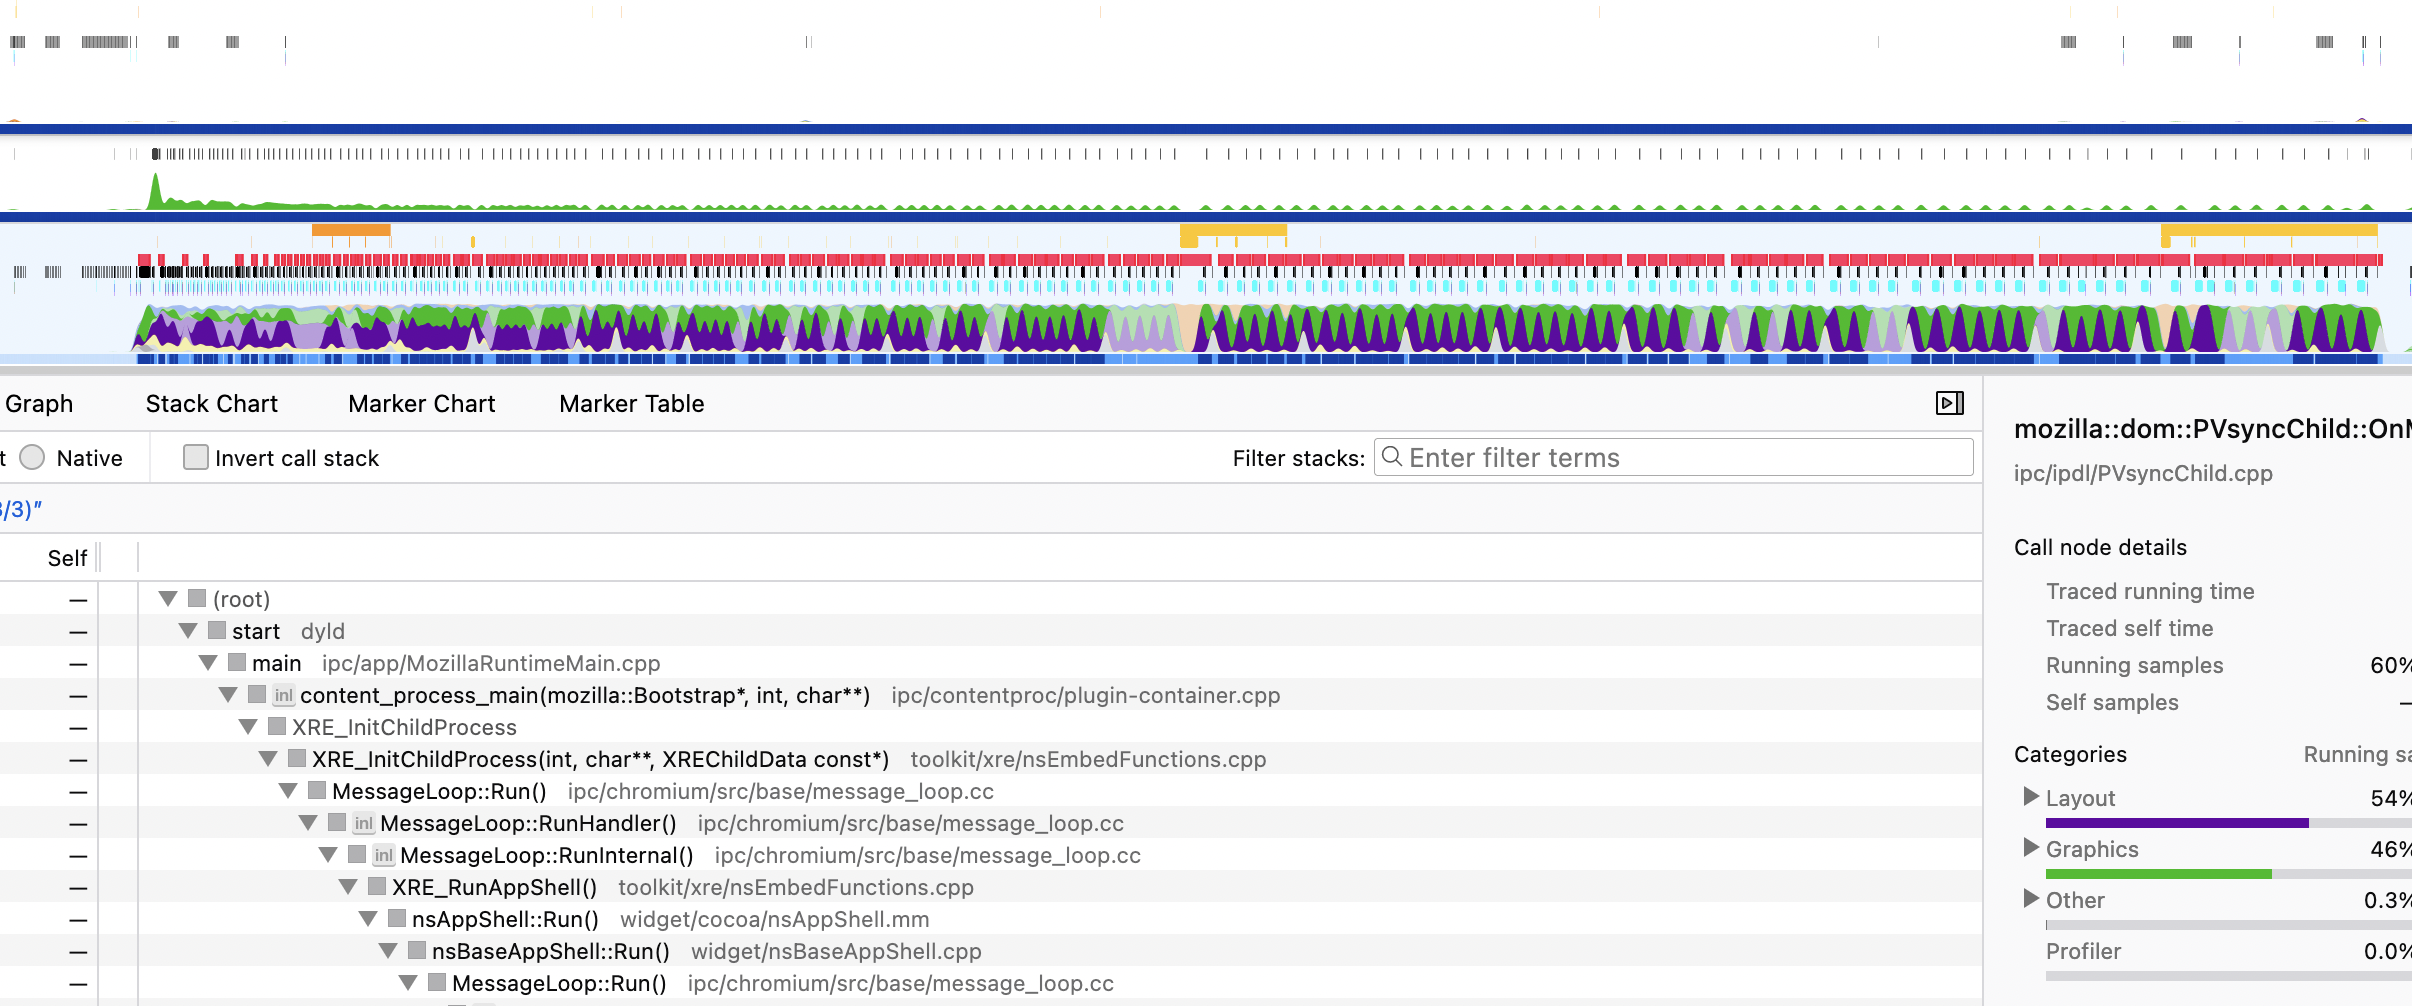 Graph Stack Chart Marker Chart Marker Table
t Native Invert call stack Filter stacks: Enter filter terms
/3)”
Self
— (root)
— start dyld
— main ipc/app/MozillaRuntimeMain.cpp
— inl content_process_main(mozilla::Bootstrap*, int, char**) ipc/contentproc/plugin-container.cpp
— XRE_InitChildProcess
— XRE_InitChildProcess(int, char**, XREChildData const*) toolkit/xre/nsEmbedFunctions.cpp
— MessageLoop::Run() ipc/chromium/src/base/message_loop.cc
— inl MessageLoop::RunHandler() ipc/chromium/src/base/message_loop.cc
— inl MessageLoop::RunInternal() ipc/chromium/src/base/message_loop.cc
— XRE_RunAppShell() toolkit/xre/nsEmbedFunctions.cpp
— nsAppShell::Run() widget/cocoa/nsAppShell.mm
— nsBaseAppShell::Run() widget/nsBaseAppShell.cpp
— MessageLoop::Run() ipc/chromium/src/base/message_loop.cc
mozilla::dom::PVsyncChild::On
ipc/ipdl/PVsyncChild.cpp
Call node details
Traced running time
Traced self time
Running samples 60%
Self samples —
Categories Running sa
Layout 54%
Graphics 46%
Other 0.3%
Profiler 0.0%